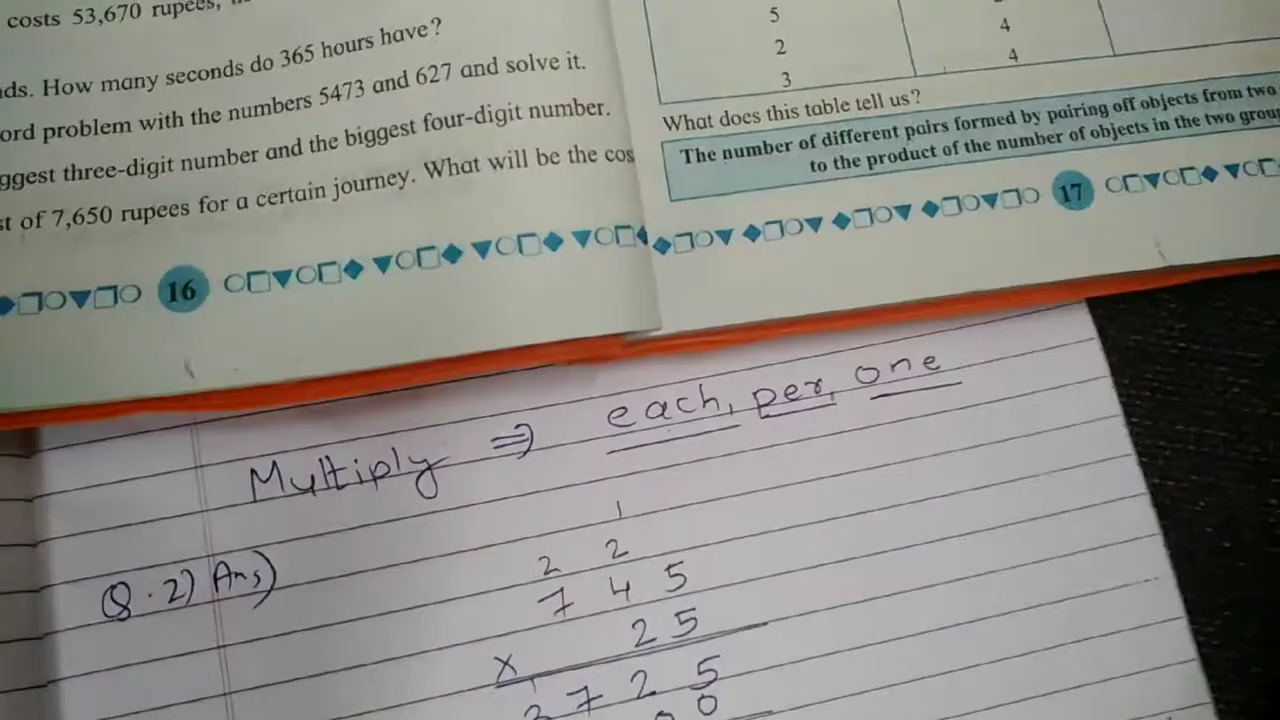 costs 53,670 rupees,
ds. How many seconds do 365 hours have?
ord problem with the numbers 5473 and 627 and solve it.
ggest three-digit number and the biggest four-digit number.
st of 7,650 rupees for a certain journey. What will be the cos
16
5
2 4
3 4
What does this table tell us?
The number of different pairs formed by pairing off objects from two
to the product of the number of objects in the two grou
17
Multiply ⇒ each, per, one
1
2 2
Q.2) Ans) 7 4 5
x 2 5
1
3 7 2 5
0